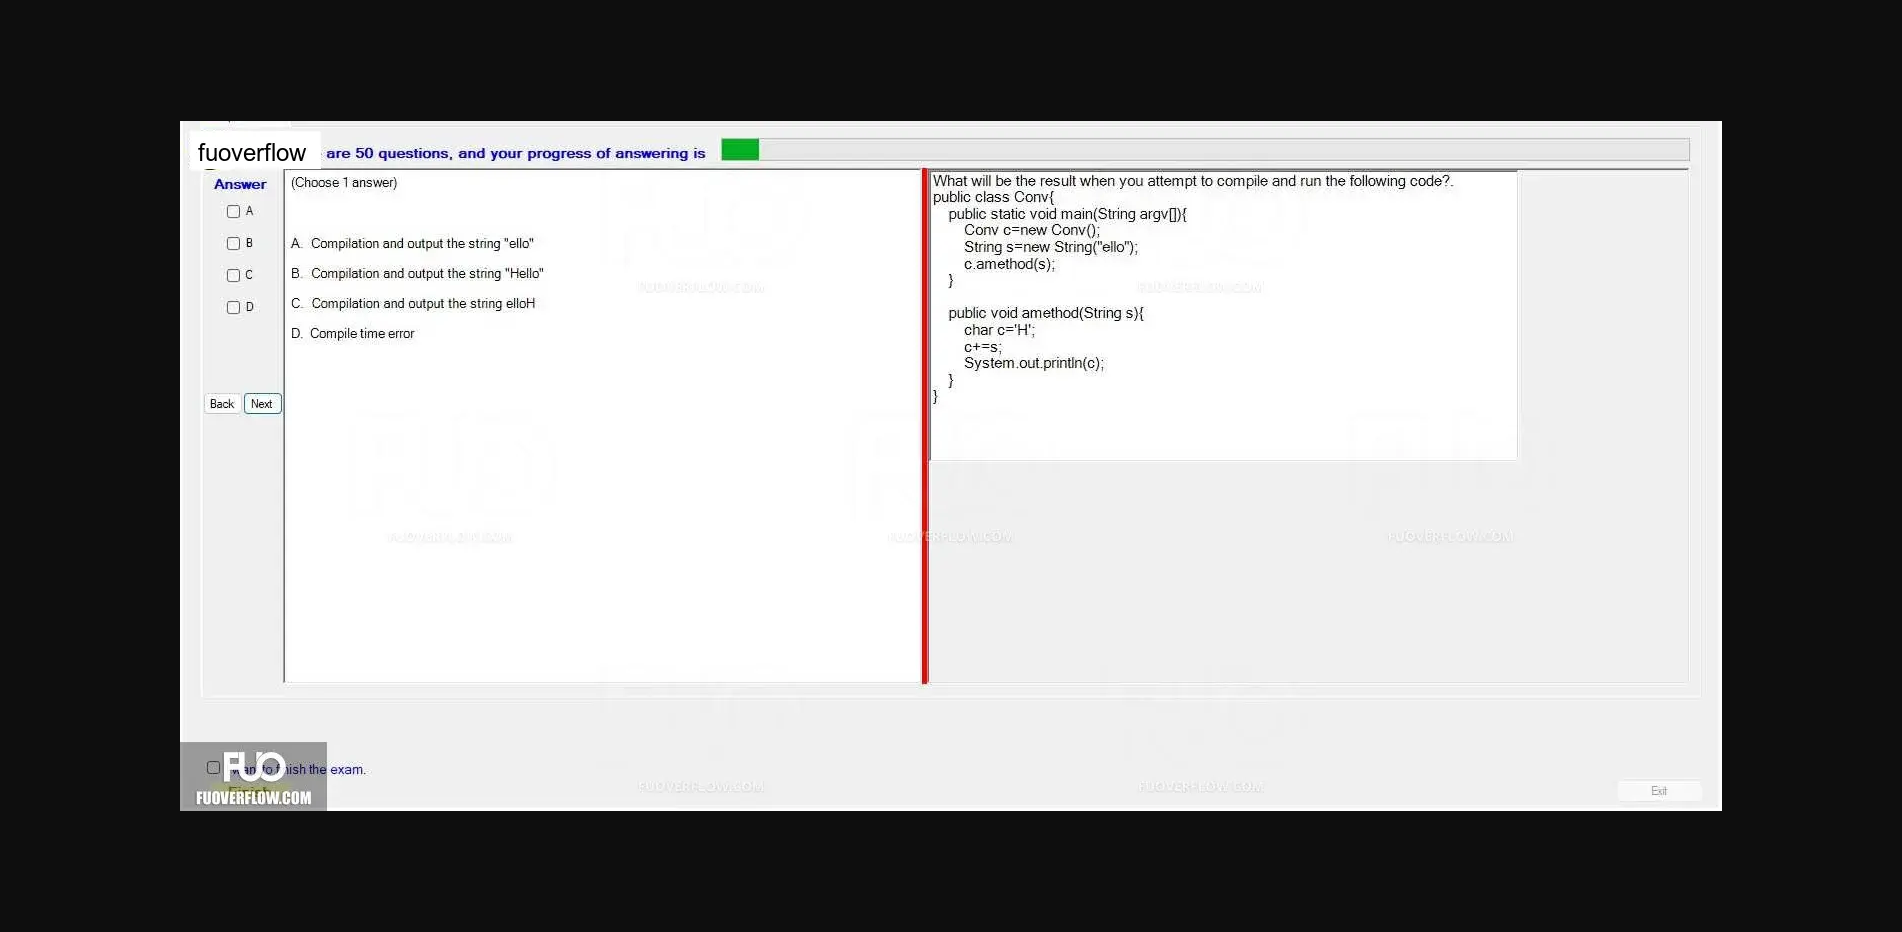 fuoverflow are 50 questions, and your progress of answering is
Answer
A
B
C
D
Back Next
(Choose 1 answer)
A. Compilation and output the string "ello"
B. Compilation and output the string "Hello"
C. Compilation and output the string elloH
D. Compile time error
What will be the result when you attempt to compile and run the following code?.
public class Conv{
public static void main(String argv[]){
Conv c=new Conv();
String s=new String("ello");
c.amethod(s);
}
public void amethod(String s){
char c='H';
c+=s;
System.out.println(c);
}
}
FUOVERFLOW.COM
FUOVERFLOW.COM
FUOVERFLOW.COM
FUOVERFLOW.COM
FUOVERFLOW.COM
FUO
want to finish the exam.
Finish
FUOVERFLOW.COM
FUOVERFLOW.COM
FUOVERFLOW.COM
Exit